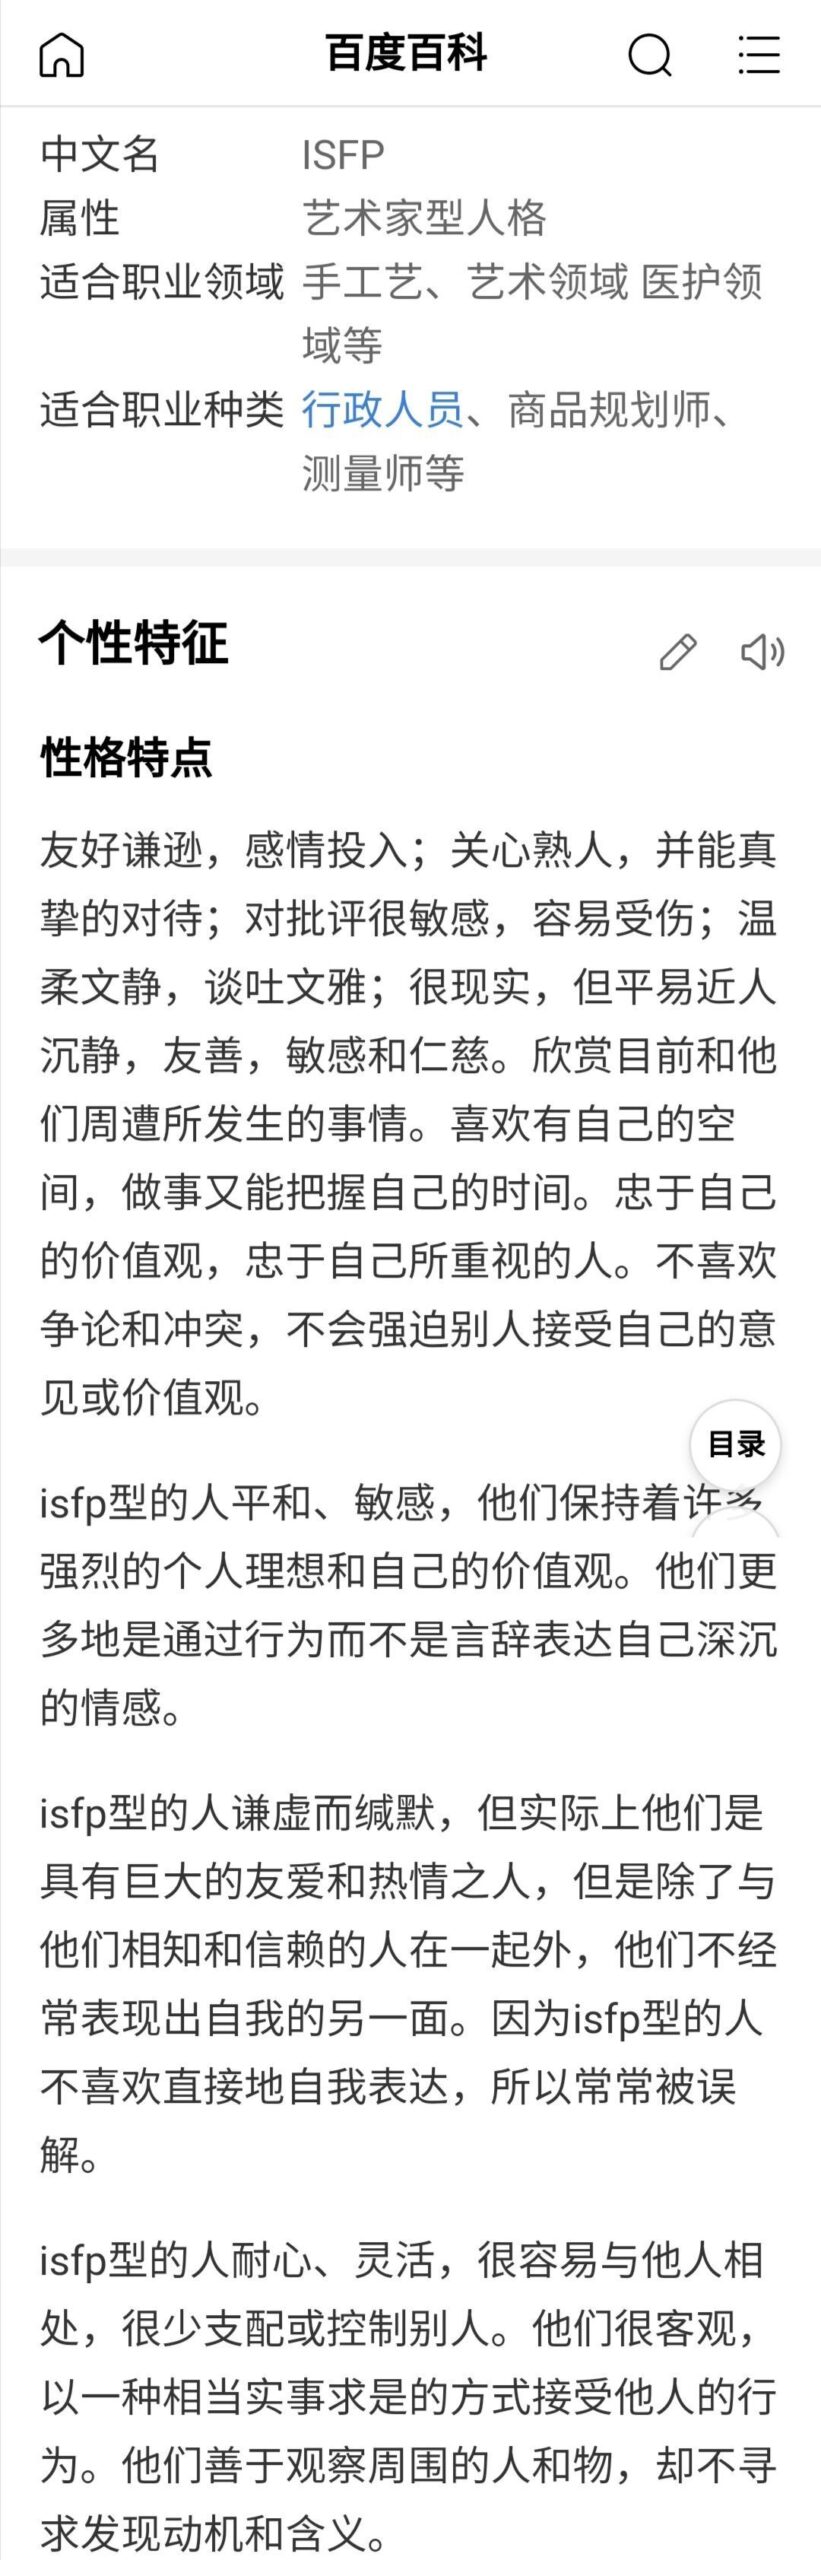 百度百科
中文名 ISFP
属性 艺术家型人格
适合职业领域 手工艺、艺术领域 医护领
域等
适合职业种类 行政人员、商品规划师、
测量师等
个性特征
性格特点
友好谦逊，感情投入；关心熟人，并能真
挚的对待；对批评很敏感，容易受伤；温
柔文静，谈吐文雅；很现实，但平易近人
沉静，友善，敏感和仁慈。欣赏目前和他
们周遭所发生的事情。喜欢有自己的空
间，做事又能把握自己的时间。忠于自己
的价值观，忠于自己所重视的人。不喜欢
争论和冲突，不会强迫别人接受自己的意
见或价值观。
目录
isfp型的人平和、敏感，他们保持着许多
强烈的个人理想和自己的价值观。他们更
多地是通过行为而不是言辞表达自己深沉
的情感。
isfp型的人谦虚而缄默，但实际上他们是
具有巨大的友爱和热情之人，但是除了与
他们相知和信赖的人在一起外，他们不经
常表现出自我的另一面。因为isfp型的人
不喜欢直接地自我表达，所以常常被误
解。
isfp型的人耐心、灵活，很容易与他人相
处，很少支配或控制别人。他们很客观，
以一种相当实事求是的方式接受他人的行
为。他们善于观察周围的人和物，却不寻
求发现动机和含义。